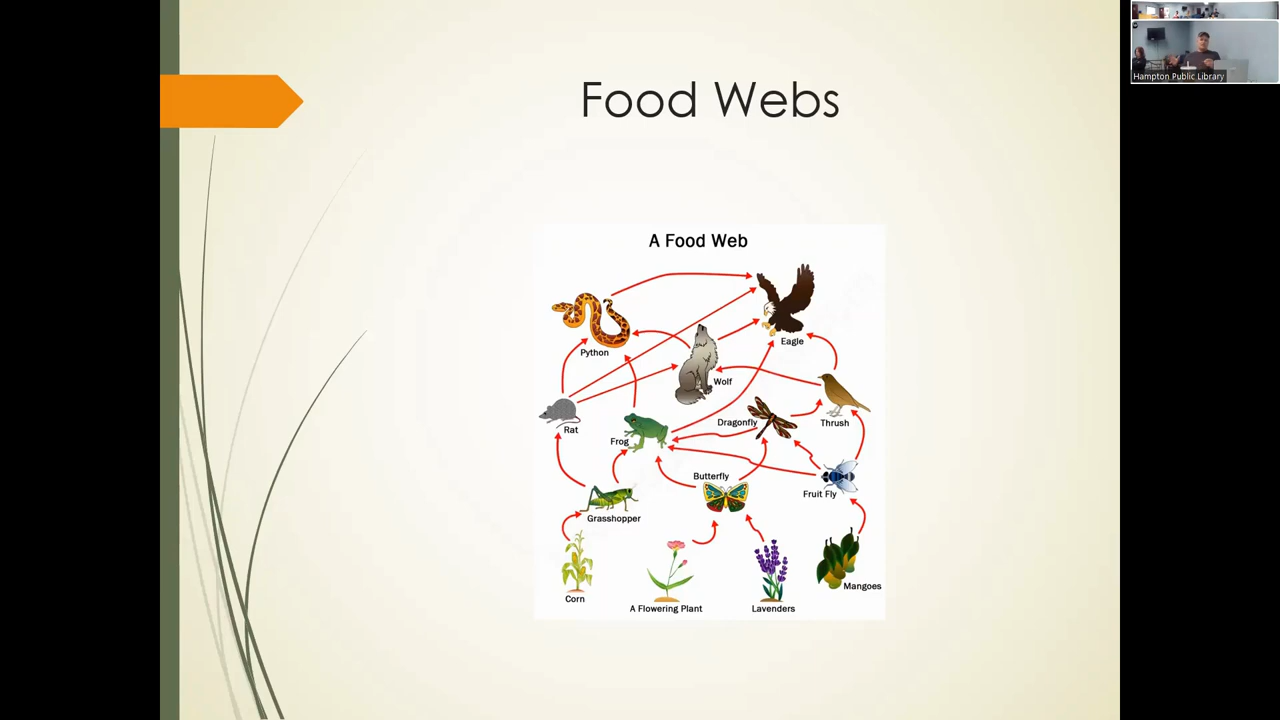 Hampton Public Library
Food Webs
A Food Web
Python
Eagle
Wolf
Rat
Frog
Dragonfly
Thrush
Butterfly
Fruit Fly
Grasshopper
Corn
A Flowering Plant
Lavenders
Mangoes